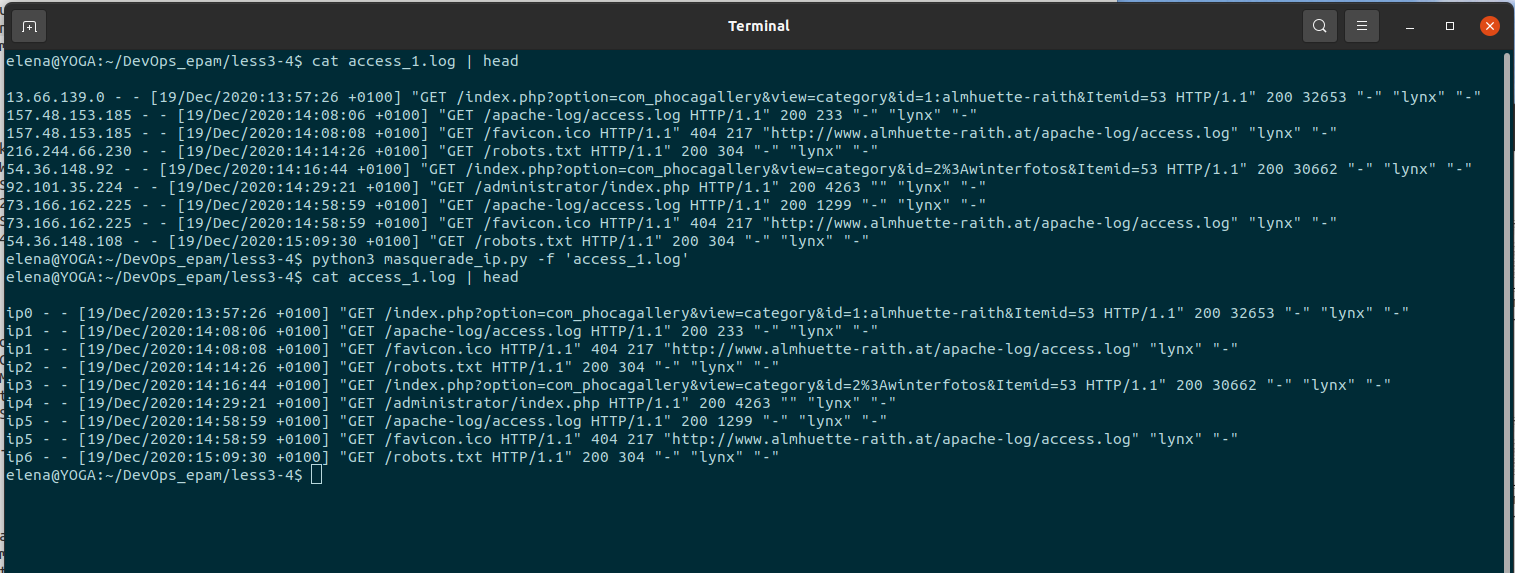 Terminal
elena@YOGA:~/DevOps_epam/less3-4$ cat access_1.log | head
13.66.139.0 - - [19/Dec/2020:13:57:26 +0100] "GET /index.php?option=com_phocagallery&view=category&id=1:almhuette-raith&Itemid=53 HTTP/1.1" 200 32653 "-" "lynx" "-"
157.48.153.185 - - [19/Dec/2020:14:08:06 +0100] "GET /apache-log/access.log HTTP/1.1" 200 233 "-" "lynx" "-"
157.48.153.185 - - [19/Dec/2020:14:08:08 +0100] "GET /favicon.ico HTTP/1.1" 404 217 "http://www.almhuette-raith.at/apache-log/access.log" "lynx" "-"
216.244.66.230 - - [19/Dec/2020:14:14:26 +0100] "GET /robots.txt HTTP/1.1" 200 304 "-" "lynx" "-"
54.36.148.92 - - [19/Dec/2020:14:16:44 +0100] "GET /index.php?option=com_phocagallery&view=category&id=2%3Awinterfotos&Itemid=53 HTTP/1.1" 200 30662 "-" "lynx" "-"
92.101.35.224 - - [19/Dec/2020:14:29:21 +0100] "GET /administrator/index.php HTTP/1.1" 200 4263 "" "lynx" "-"
73.166.162.225 - - [19/Dec/2020:14:58:59 +0100] "GET /apache-log/access.log HTTP/1.1" 200 1299 "-" "lynx" "-"
73.166.162.225 - - [19/Dec/2020:14:58:59 +0100] "GET /favicon.ico HTTP/1.1" 404 217 "http://www.almhuette-raith.at/apache-log/access.log" "lynx" "-"
54.36.148.108 - - [19/Dec/2020:15:09:30 +0100] "GET /robots.txt HTTP/1.1" 200 304 "-" "lynx" "-"
elena@YOGA:~/DevOps_epam/less3-4$ python3 masquerade_ip.py -f 'access_1.log'
elena@YOGA:~/DevOps_epam/less3-4$ cat access_1.log | head
ip0 - - [19/Dec/2020:13:57:26 +0100] "GET /index.php?option=com_phocagallery&view=category&id=1:almhuette-raith&Itemid=53 HTTP/1.1" 200 32653 "-" "lynx" "-"
ip1 - - [19/Dec/2020:14:08:06 +0100] "GET /apache-log/access.log HTTP/1.1" 200 233 "-" "lynx" "-"
ip1 - - [19/Dec/2020:14:08:08 +0100] "GET /favicon.ico HTTP/1.1" 404 217 "http://www.almhuette-raith.at/apache-log/access.log" "lynx" "-"
ip2 - - [19/Dec/2020:14:14:26 +0100] "GET /robots.txt HTTP/1.1" 200 304 "-" "lynx" "-"
ip3 - - [19/Dec/2020:14:16:44 +0100] "GET /index.php?option=com_phocagallery&view=category&id=2%3Awinterfotos&Itemid=53 HTTP/1.1" 200 30662 "-" "lynx" "-"
ip4 - - [19/Dec/2020:14:29:21 +0100] "GET /administrator/index.php HTTP/1.1" 200 4263 "" "lynx" "-"
ip5 - - [19/Dec/2020:14:58:59 +0100] "GET /apache-log/access.log HTTP/1.1" 200 1299 "-" "lynx" "-"
ip5 - - [19/Dec/2020:14:58:59 +0100] "GET /favicon.ico HTTP/1.1" 404 217 "http://www.almhuette-raith.at/apache-log/access.log" "lynx" "-"
ip6 - - [19/Dec/2020:15:09:30 +0100] "GET /robots.txt HTTP/1.1" 200 304 "-" "lynx" "-"
elena@YOGA:~/DevOps_epam/less3-4$